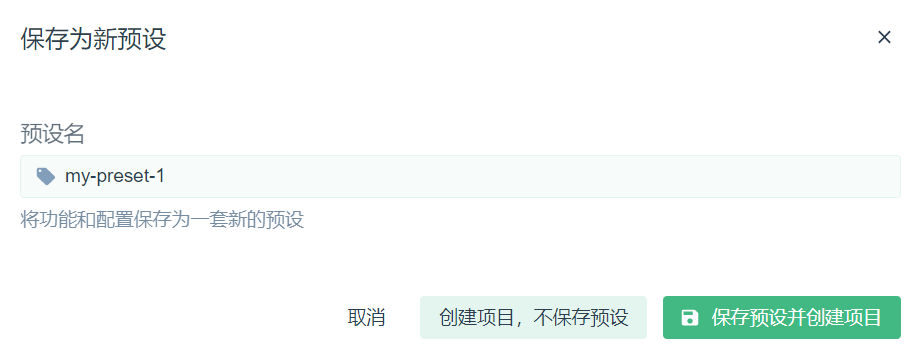 保存为新预设
预设名
my-preset-1
将功能和配置保存为一套新的预设
取消
创建项目，不保存预设
保存预设并创建项目